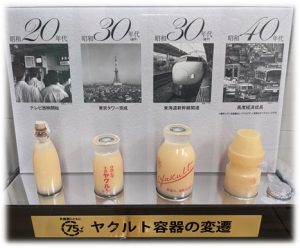 昭和20年代
昭和30年代
昭和30年代
昭和40年代
テレビ放映開始
東京タワー完成
東海道新幹線開通
高度経済成長
ヤクルト
Yakult
75
ヤクルト容器の変遷